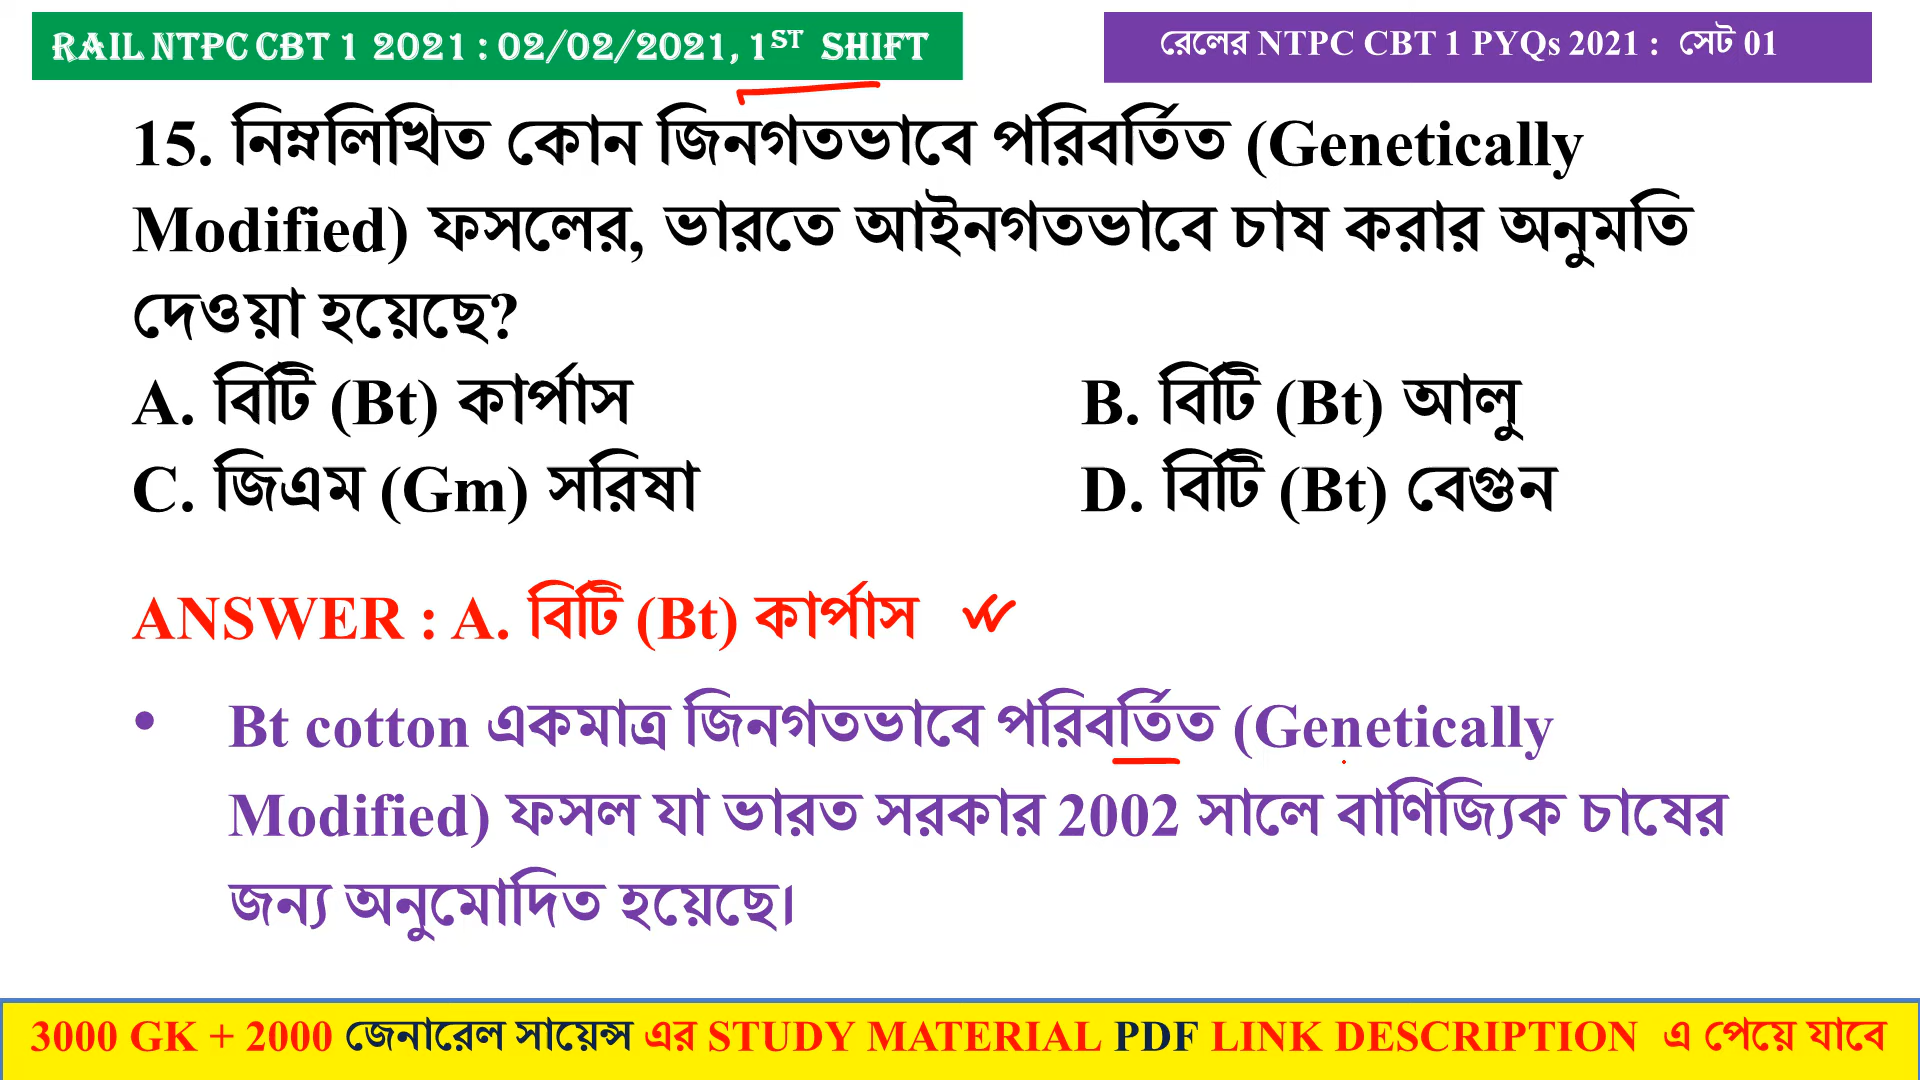 RAIL NTPC CBT 1 2021 : 02/02/2021, 1ST SHIFT
রেলের NTPC CBT 1 PYQs 2021 : সেট 01
15. নিম্নলিখিত কোন জিনগতভাবে পরিবর্তিত (Genetically
Modified) ফসলের, ভারতে আইনগতভাবে চাষ করার অনুমতি
দেওয়া হয়েছে?
A. বিটি (Bt) কার্পাস
B. বিটি (Bt) আলু
C. জিএম (Gm) সরিষা
D. বিটি (Bt) বেগুন
ANSWER : A. বিটি (Bt) কার্পাস
• Bt cotton একমাত্র জিনগতভাবে পরিবর্তিত (Genetically
Modified) ফসল যা ভারত সরকার 2002 সালে বাণিজ্যিক চাষের
জন্য অনুমোদিত হয়েছে।
3000 GK + 2000 জেনারেল সায়েন্স এর STUDY MATERIAL PDF LINK DESCRIPTION এ পেয়ে যাবে